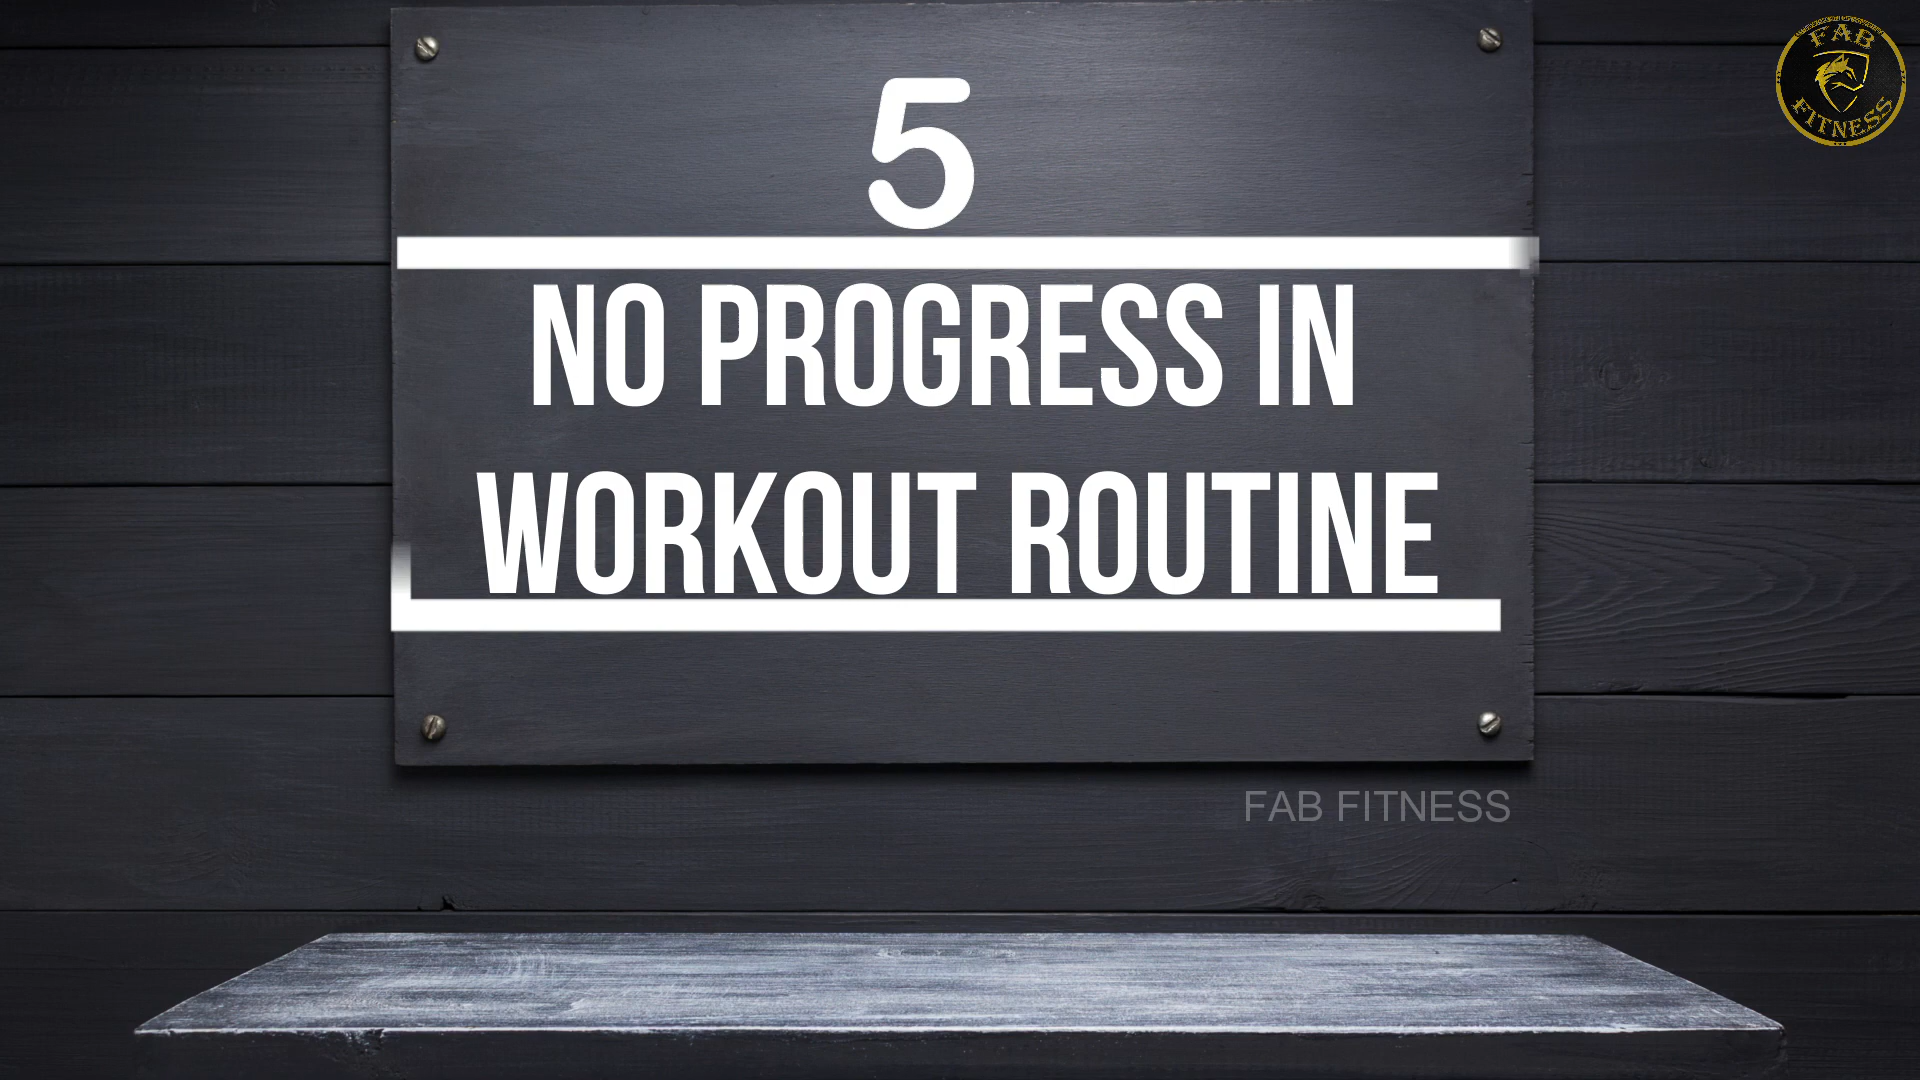 FAB
FITNESS
5
NO PROGRESS IN
WORKOUT ROUTINE
FAB FITNESS